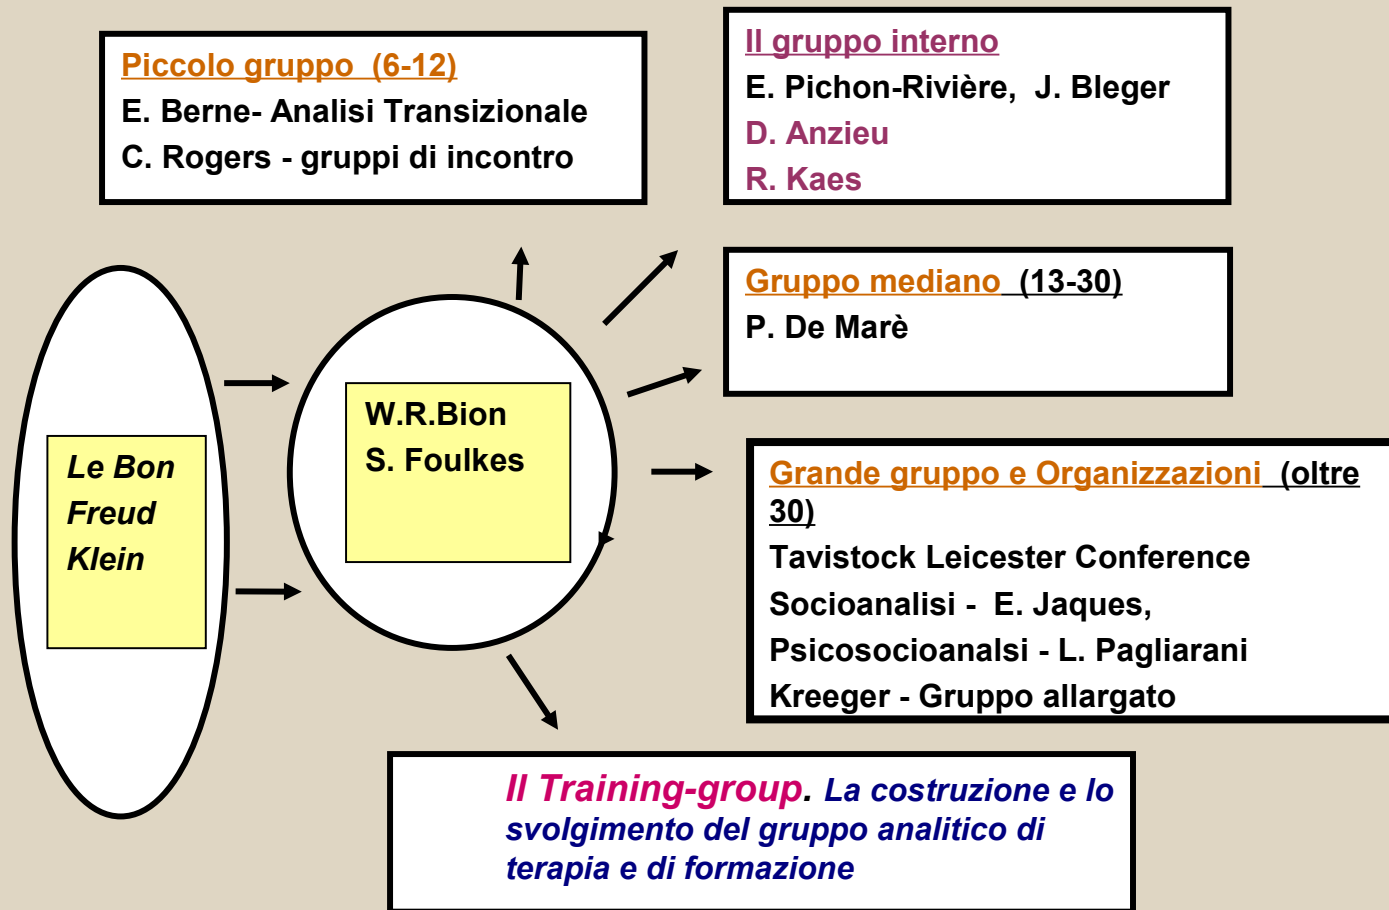 Piccolo gruppo (6-12)
E. Berne- Analisi Transizionale
C. Rogers - gruppi di incontro
Il gruppo interno
E. Pichon-Rivière, J. Bleger
D. Anzieu
R. Kaes
Gruppo mediano (13-30)
P. De Marè
Le Bon
Freud
Klein
W.R.Bion
S. Foulkes
Grande gruppo e Organizzazioni (oltre
30)
Tavistock Leicester Conference
Socioanalisi - E. Jaques,
Psicosocioanalsi - L. Pagliarani
Kreeger - Gruppo allargato
Il Training-group. La costruzione e lo
svolgimento del gruppo analitico di
terapia e di formazione